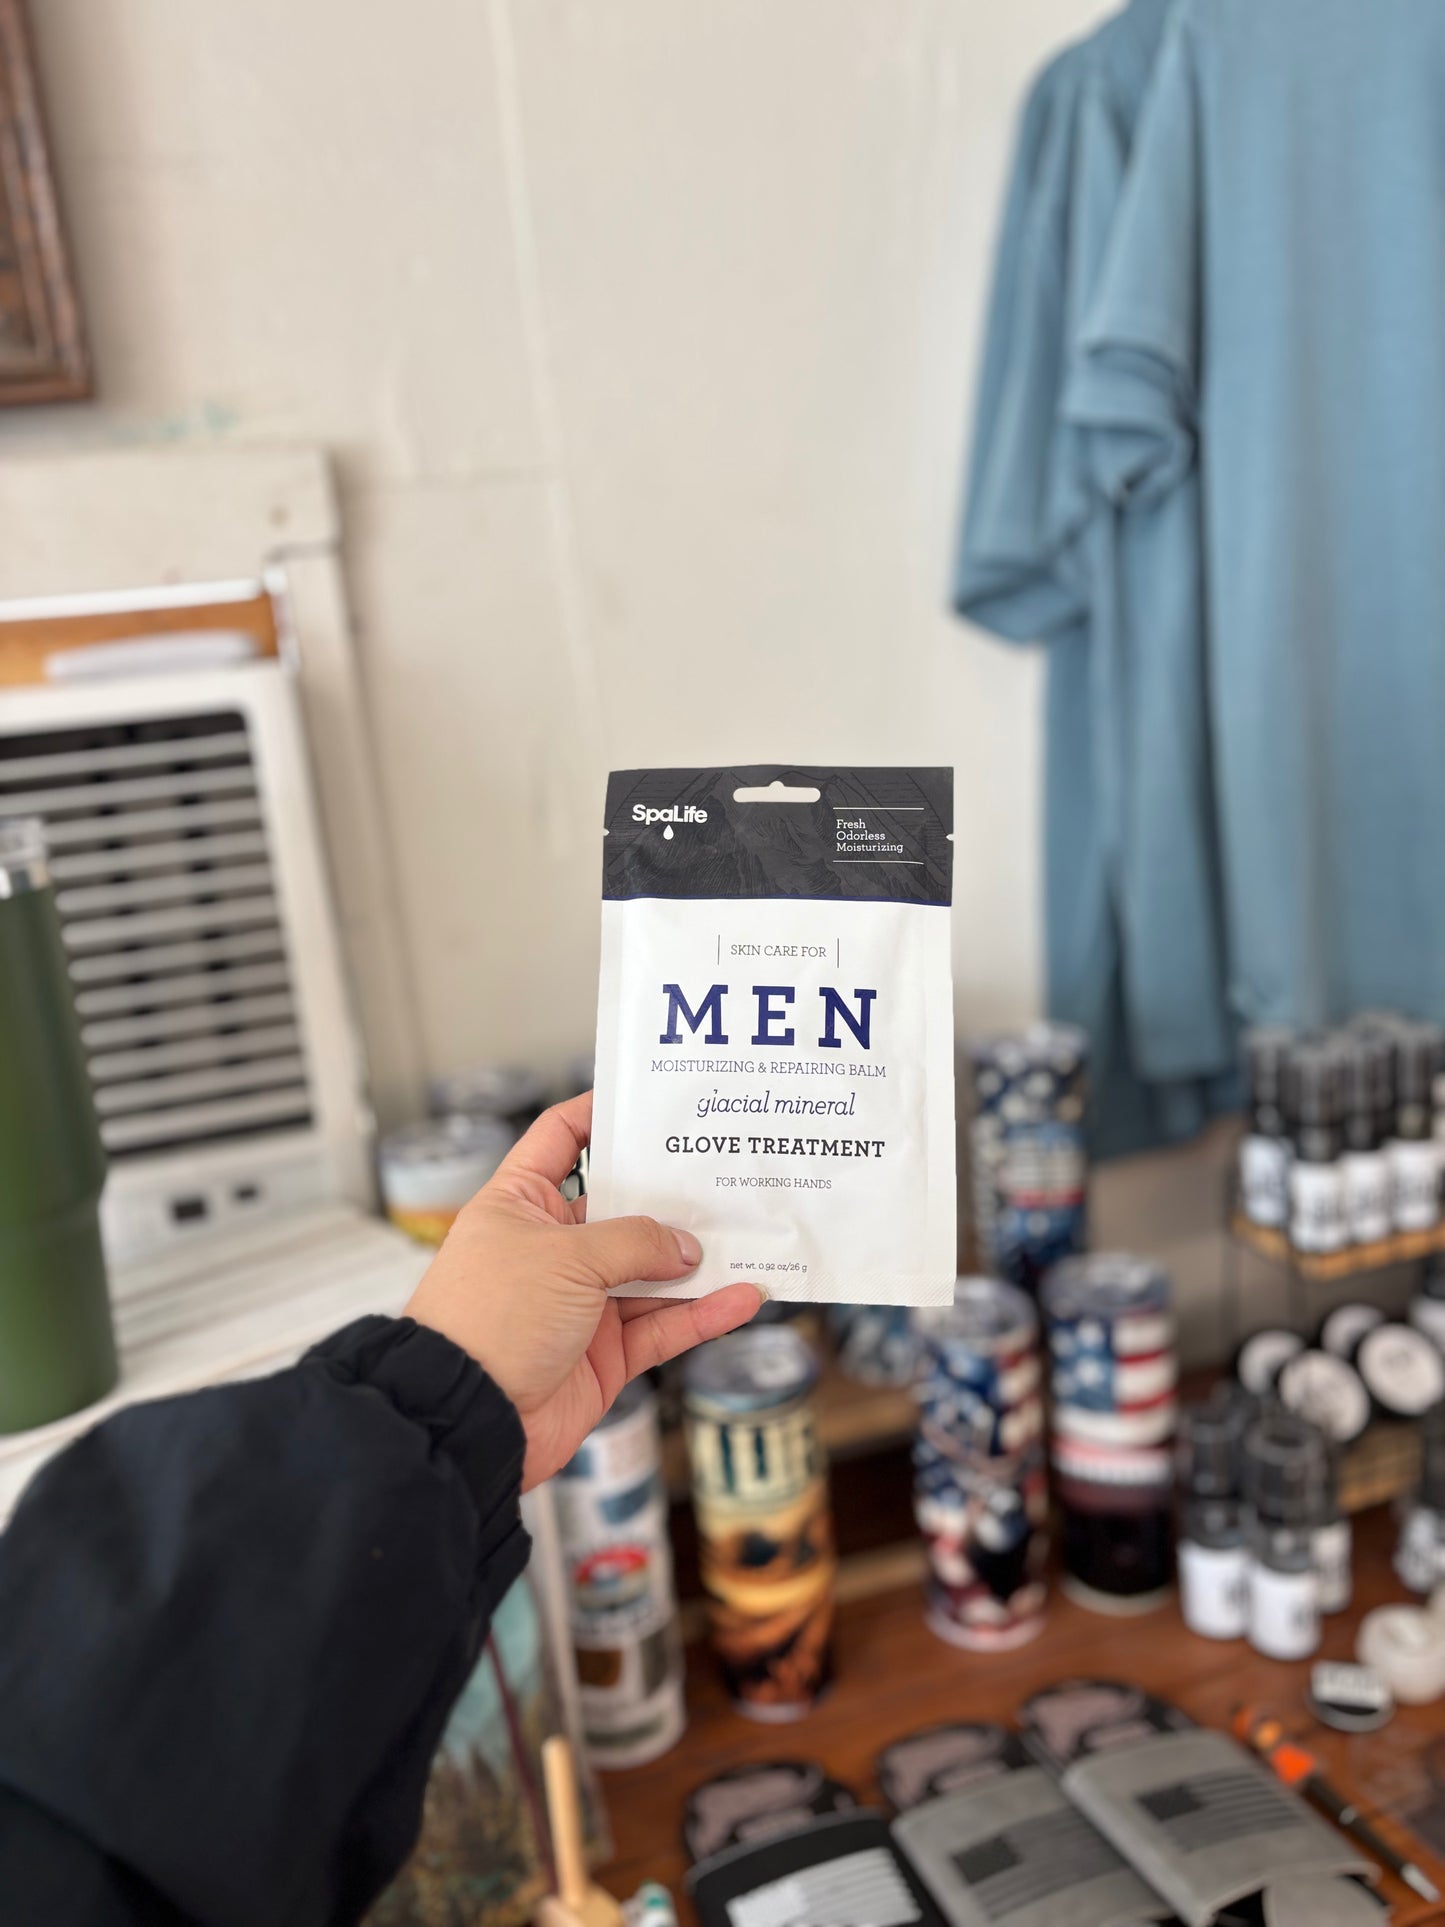 SpaLife
Fresh
Odorless
Moisturizing
SKIN CARE FOR
MEN
MOISTURIZING & REPAIRING BALM
glacial mineral
GLOVE TREATMENT
FOR WORKING HANDS
net wt. 0.92 oz/26 g